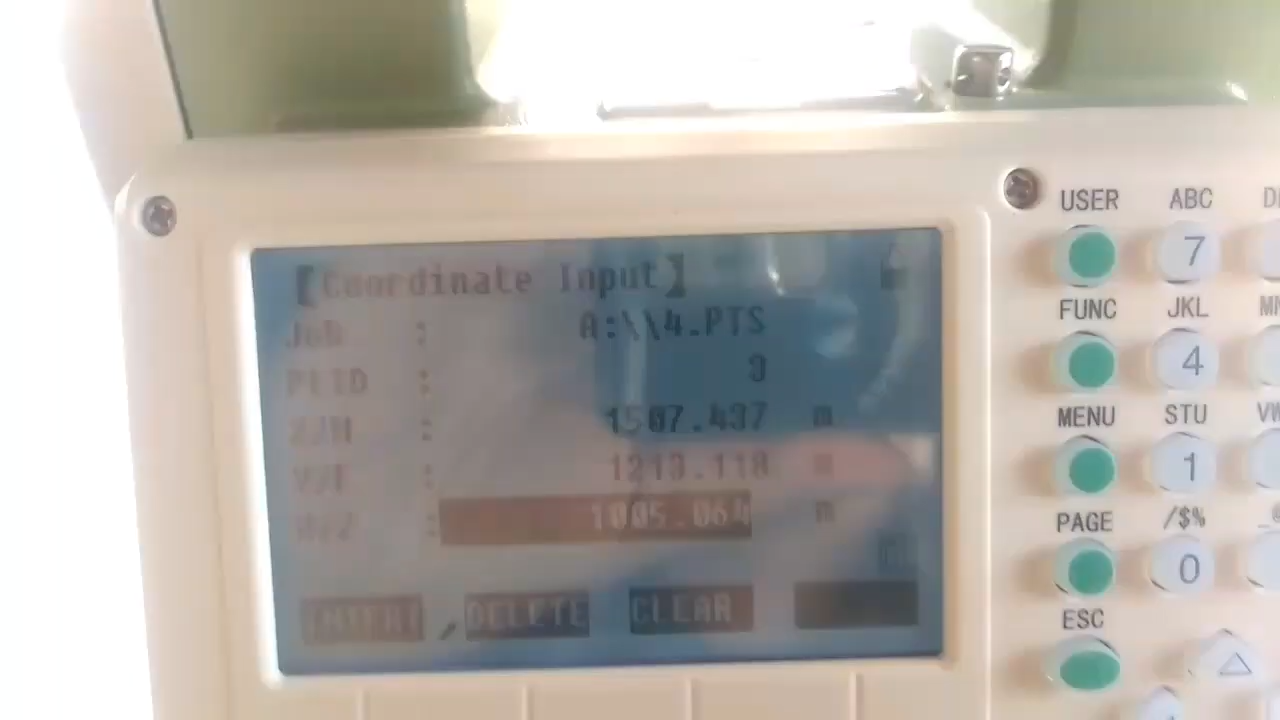 【Coordinate Input】
Job : A:\\4.PTS
PtID : 3
X/N : 1507.437 m
Y/E : 1213.118 m
H/Z : 1005.064 m
INSERT DELETE CLEAR
USER ABC
7
FUNC JKL
4
MENU STU
1
PAGE /$%
0
ESC